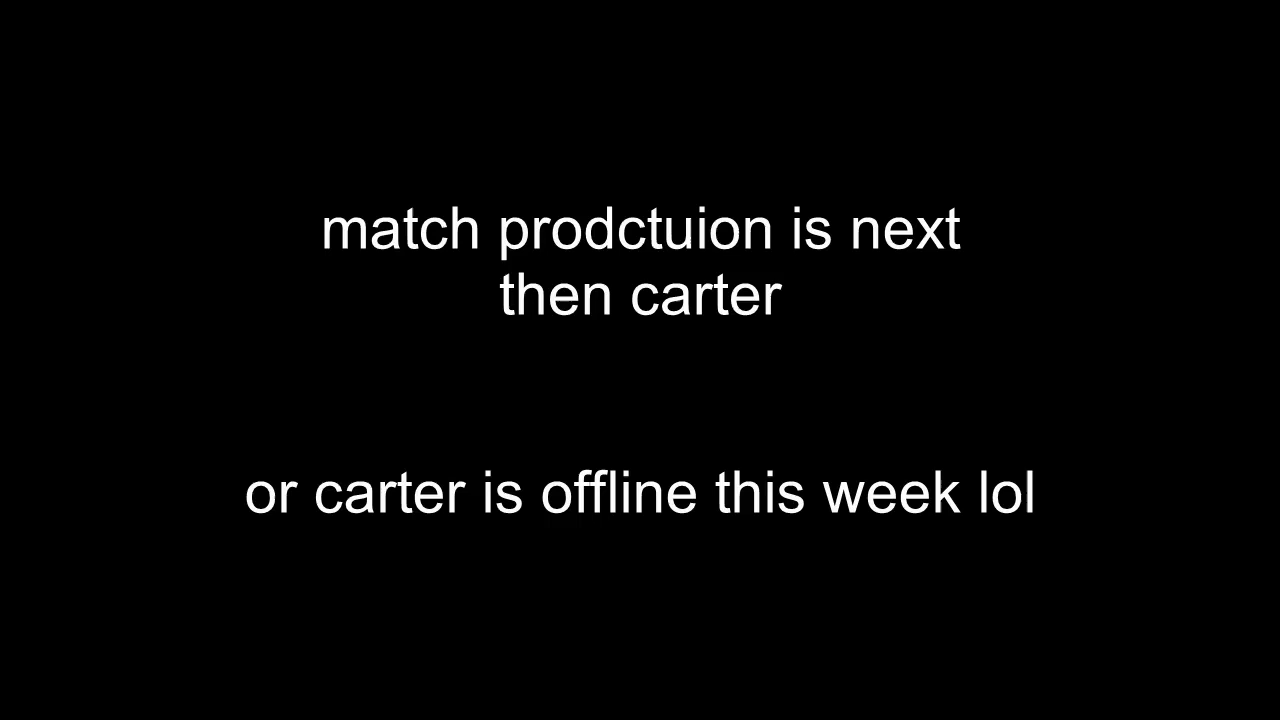 match prodctuion is next
then carter
or carter is offline this week lol